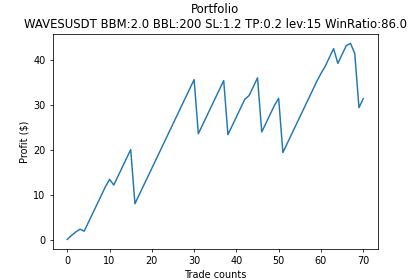 Portfolio
WAVESUSDT BBM:2.0 BBL:200 SL:1.2 TP:0.2 lev:15 WinRatio:86.0
40
30
20
10
0
Profit ($)
0 10 20 30 40 50 60 70
Trade counts